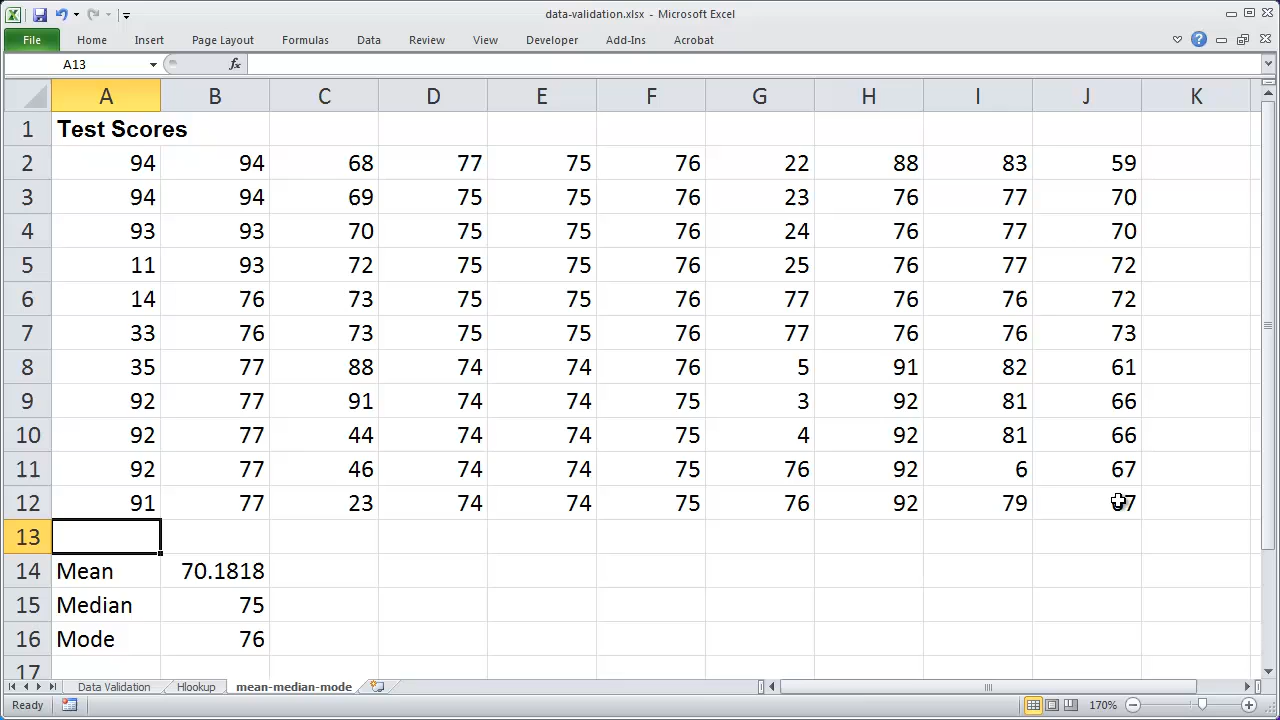 data-validation.xlsx - Microsoft Excel
File Home Insert Page Layout Formulas Data Review View Developer Add-Ins Acrobat
A13 fx
A B C D E F G H I J K
1 Test Scores
2 94 94 68 77 75 76 22 88 83 59
3 94 94 69 75 75 76 23 76 77 70
4 93 93 70 75 75 76 24 76 77 70
5 11 93 72 75 75 76 25 76 77 72
6 14 76 73 75 75 76 77 76 76 72
7 33 76 73 75 75 76 77 76 76 73
8 35 77 88 74 74 76 5 91 82 61
9 92 77 91 74 74 75 3 92 81 66
10 92 77 44 74 74 75 4 92 81 66
11 92 77 46 74 74 75 76 92 6 67
12 91 77 23 74 74 75 76 92 79
13
14 Mean 70.1818
15 Median 75
16 Mode 76
17
Data Validation Hlookup mean-median-mode
Ready 170%